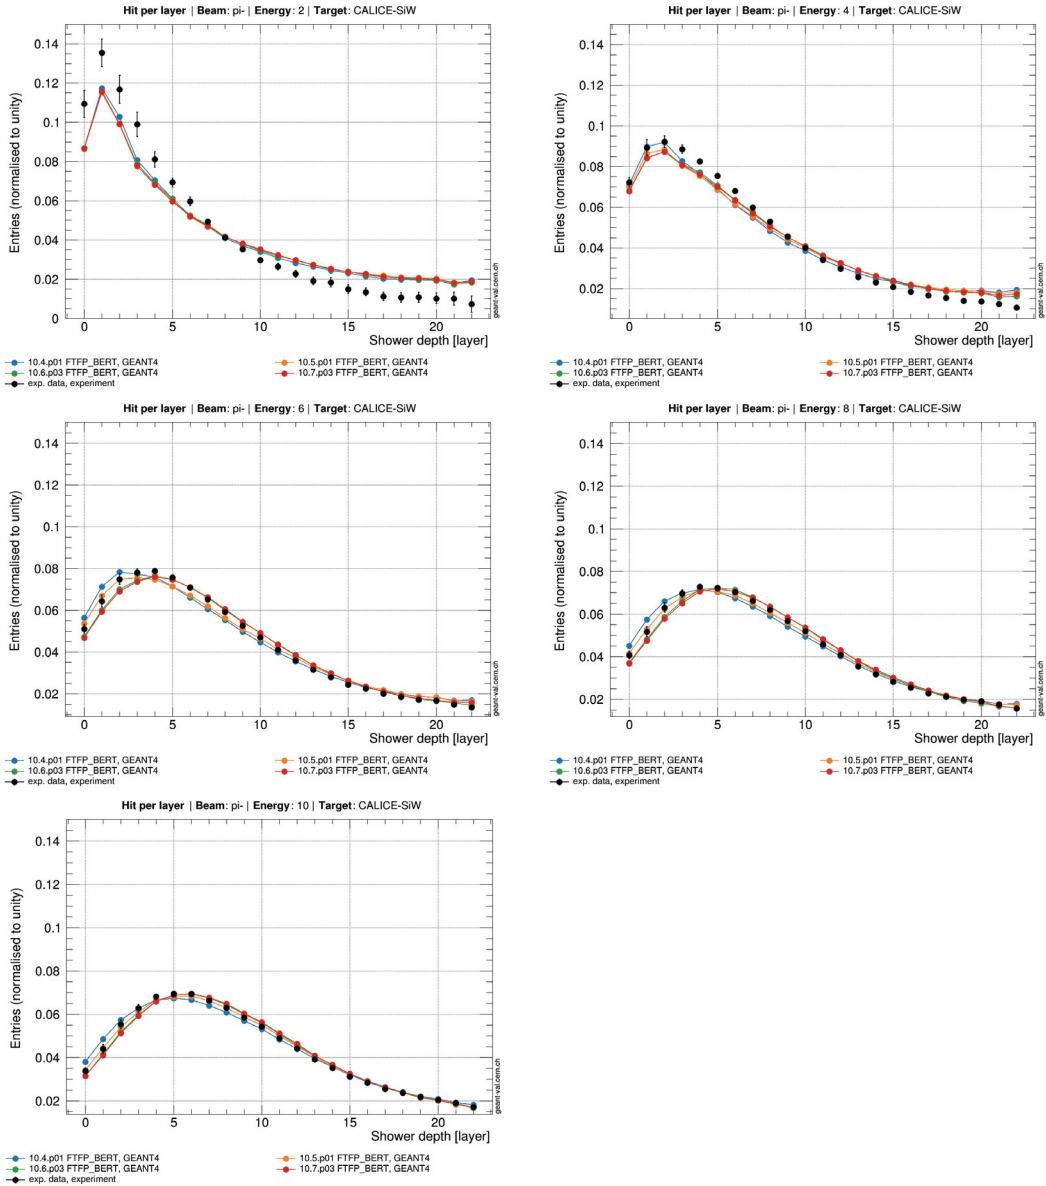 Hit per layer | Beam: pi- | Energy: 2 | Target: CALICE-SiW
Entries (normalised to unity)
0.14
0.12
0.1
0.08
0.06
0.04
0.02
0
0 5 10 15 20
Shower depth [layer]
geant-val.cern.ch
10.4.p01 FTFP_BERT, GEANT4
10.5.p01 FTFP_BERT, GEANT4
10.6.p03 FTFP_BERT, GEANT4
10.7.p03 FTFP_BERT, GEANT4
exp. data, experiment
Hit per layer | Beam: pi- | Energy: 4 | Target: CALICE-SiW
Entries (normalised to unity)
0.14
0.12
0.1
0.08
0.06
0.04
0.02
0 5 10 15 20
Shower depth [layer]
geant-val.cern.ch
10.4.p01 FTFP_BERT, GEANT4
10.5.p01 FTFP_BERT, GEANT4
10.6.p03 FTFP_BERT, GEANT4
10.7.p03 FTFP_BERT, GEANT4
exp. data, experiment
Hit per layer | Beam: pi- | Energy: 6 | Target: CALICE-SiW
Entries (normalised to unity)
0.14
0.12
0.1
0.08
0.06
0.04
0.02
0 5 10 15 20
Shower depth [layer]
geant-val.cern.ch
10.4.p01 FTFP_BERT, GEANT4
10.5.p01 FTFP_BERT, GEANT4
10.6.p03 FTFP_BERT, GEANT4
10.7.p03 FTFP_BERT, GEANT4
exp. data, experiment
Hit per layer | Beam: pi- | Energy: 8 | Target: CALICE-SiW
Entries (normalised to unity)
0.14
0.12
0.1
0.08
0.06
0.04
0.02
0 5 10 15 20
Shower depth [layer]
geant-val.cern.ch
10.4.p01 FTFP_BERT, GEANT4
10.5.p01 FTFP_BERT, GEANT4
10.6.p03 FTFP_BERT, GEANT4
10.7.p03 FTFP_BERT, GEANT4
exp. data, experiment
Hit per layer | Beam: pi- | Energy: 10 | Target: CALICE-SiW
Entries (normalised to unity)
0.14
0.12
0.1
0.08
0.06
0.04
0.02
0 5 10 15 20
Shower depth [layer]
geant-val.cern.ch
10.4.p01 FTFP_BERT, GEANT4
10.5.p01 FTFP_BERT, GEANT4
10.6.p03 FTFP_BERT, GEANT4
10.7.p03 FTFP_BERT, GEANT4
exp. data, experiment